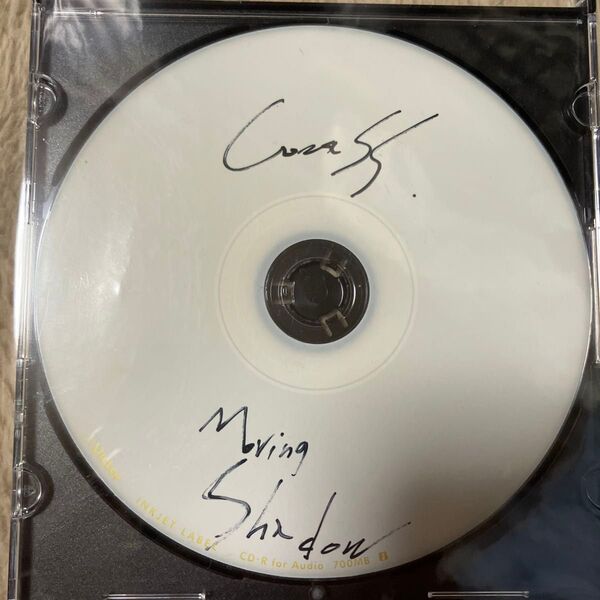 Moving
Shadow
INKJET LABEL
CD-R for Audio 700MB